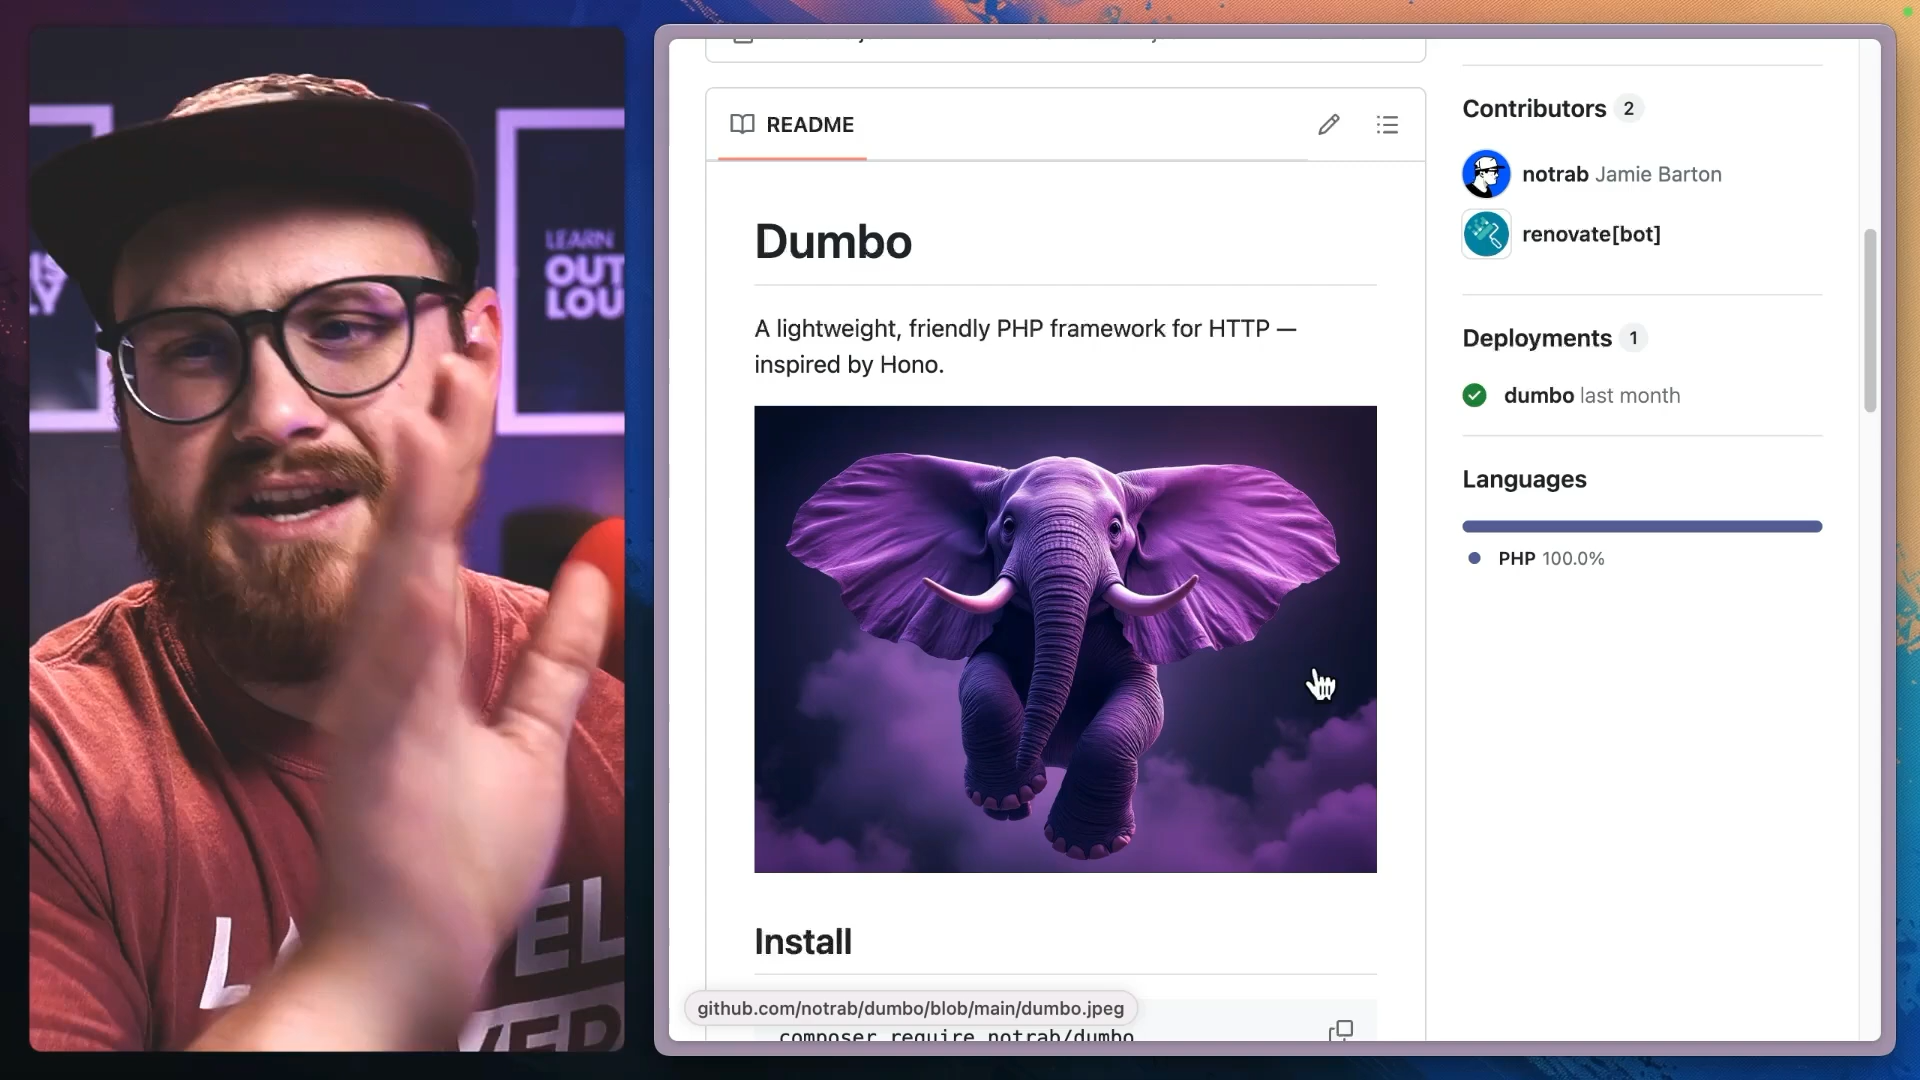 LEARN
OUT
LOU
README
Dumbo
A lightweight, friendly PHP framework for HTTP —
inspired by Hono.
Install
github.com/notrab/dumbo/blob/main/dumbo.jpeg
composer require notrab/dumbo
Contributors 2
notrab Jamie Barton
renovate[bot]
Deployments 1
dumbo last month
Languages
PHP 100.0%